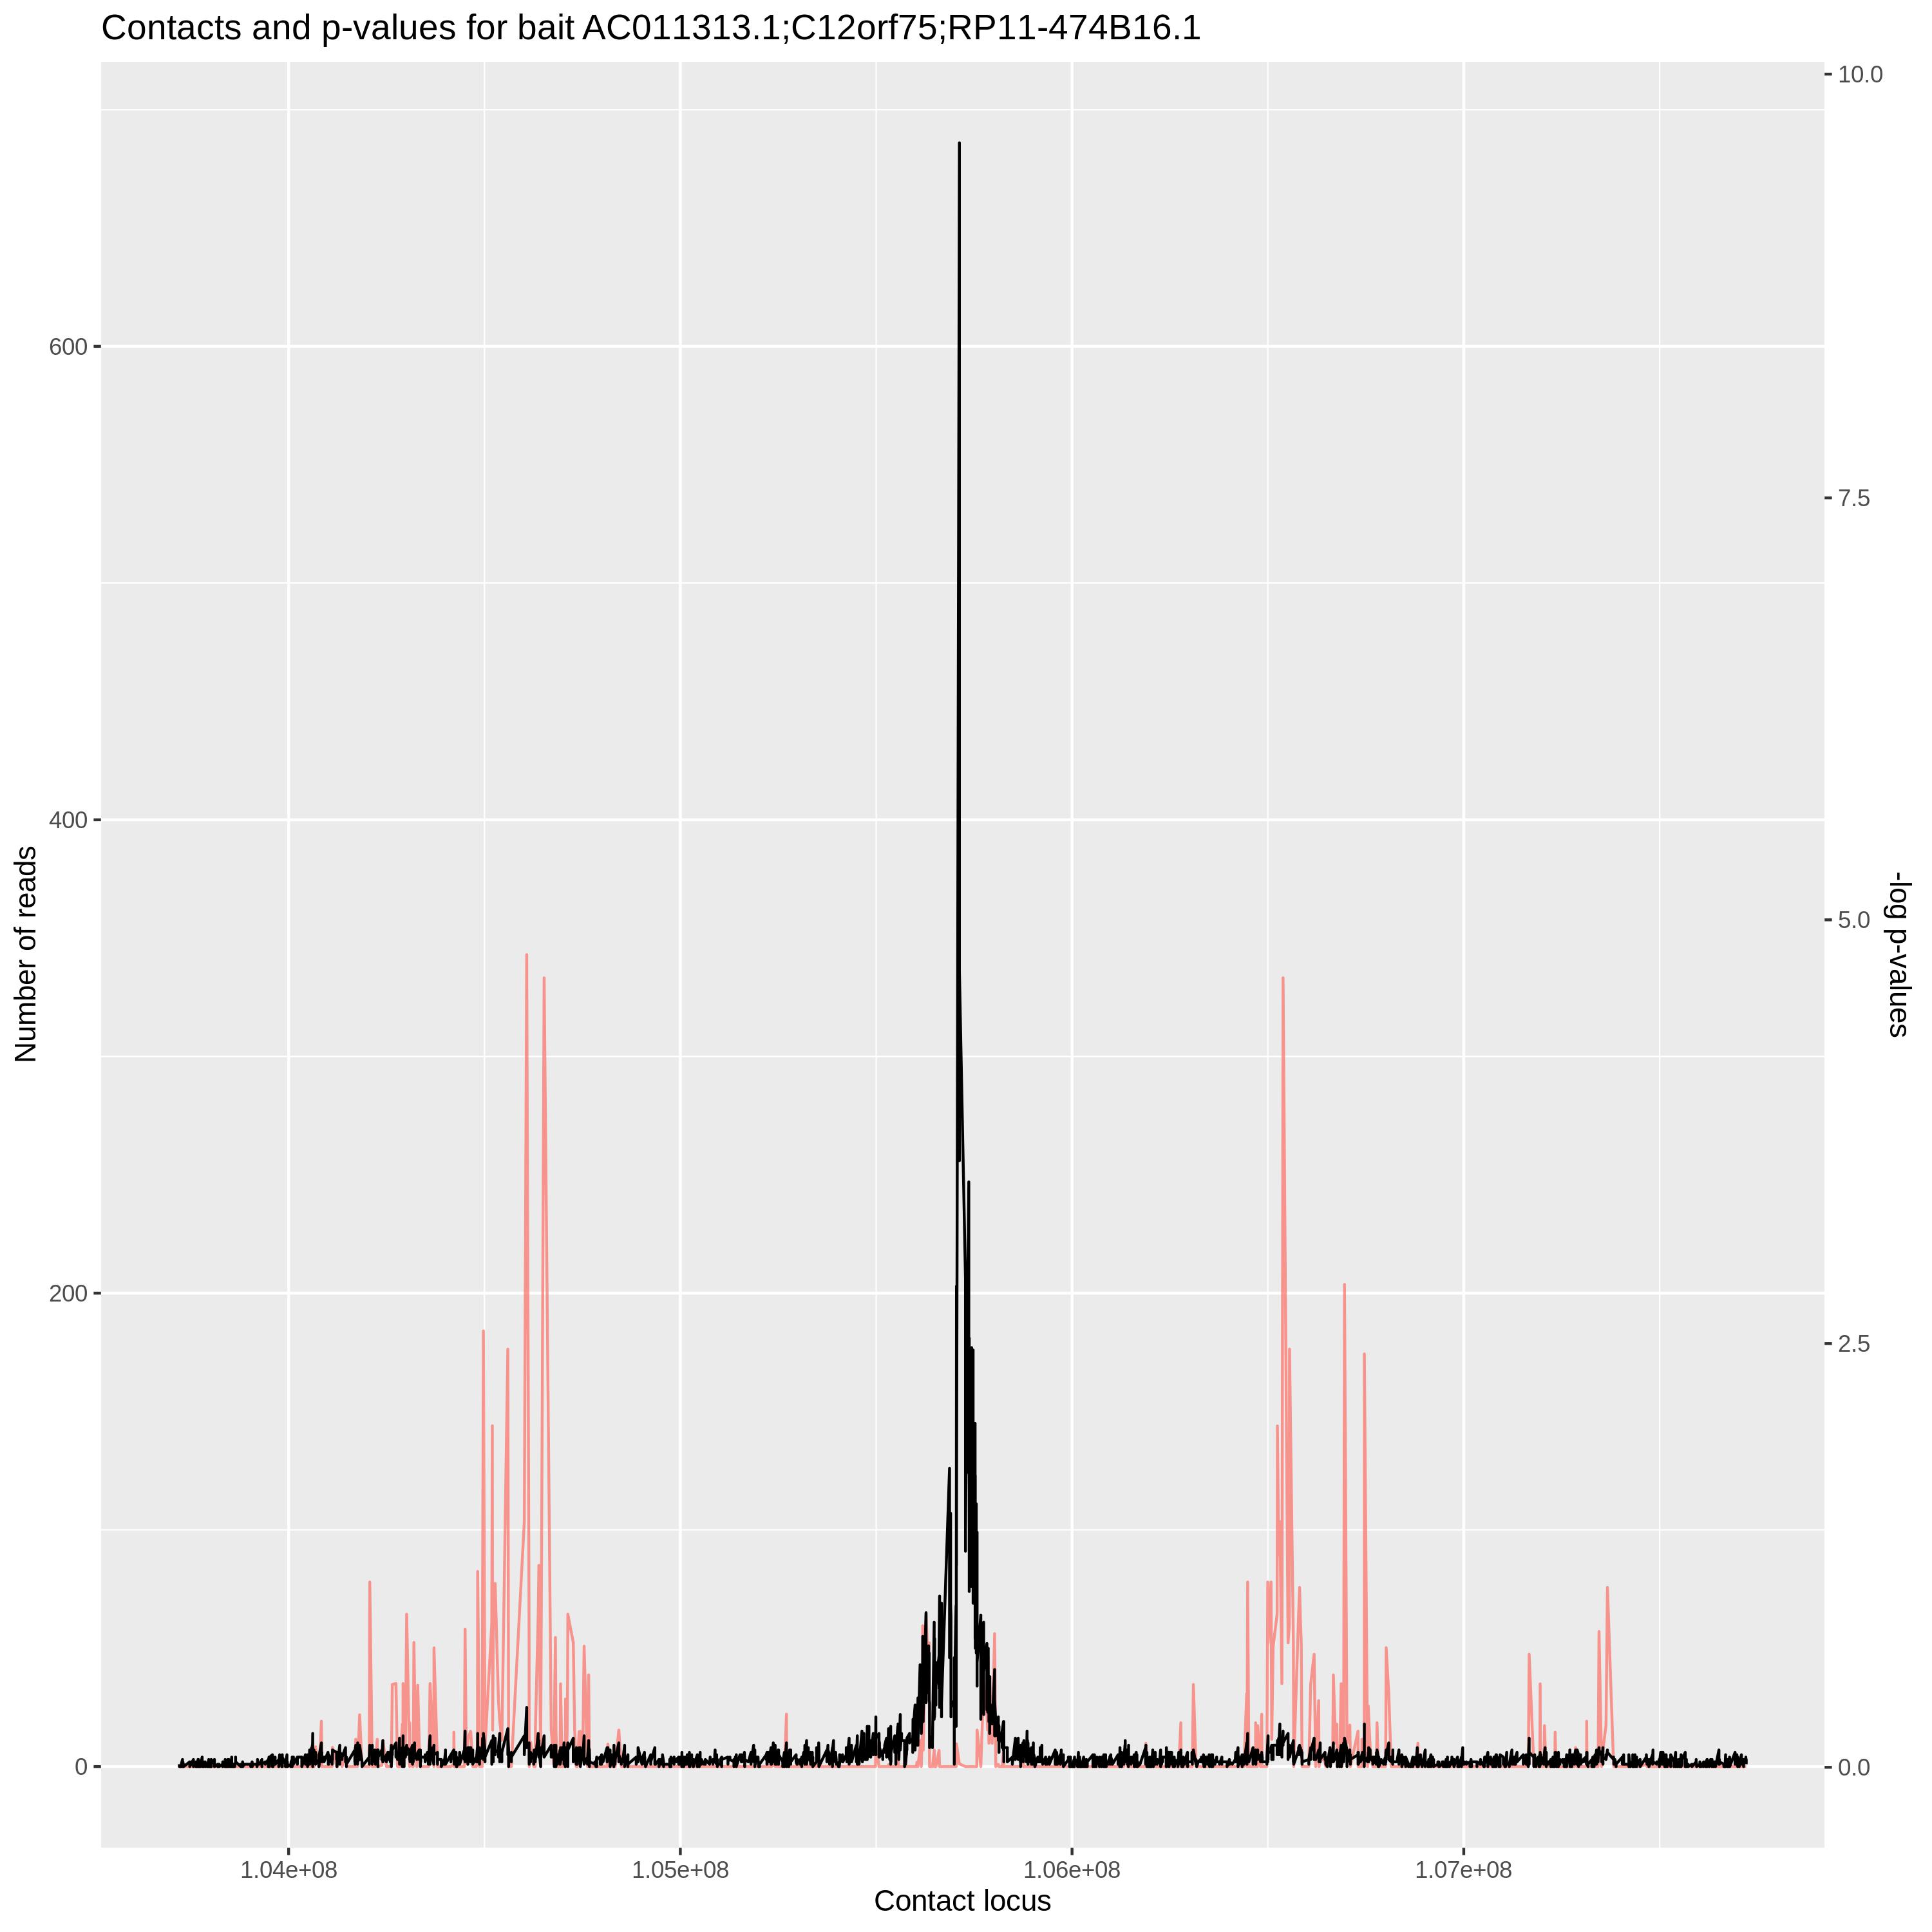 Contacts and p-values for bait AC011313.1;C12orf75;RP11-474B16.1
10.0
7.5
5.0
2.5
0.0
600
400
200
0
Number of reads
-log p-values
1.04e+08
1.05e+08
1.06e+08
1.07e+08
Contact locus